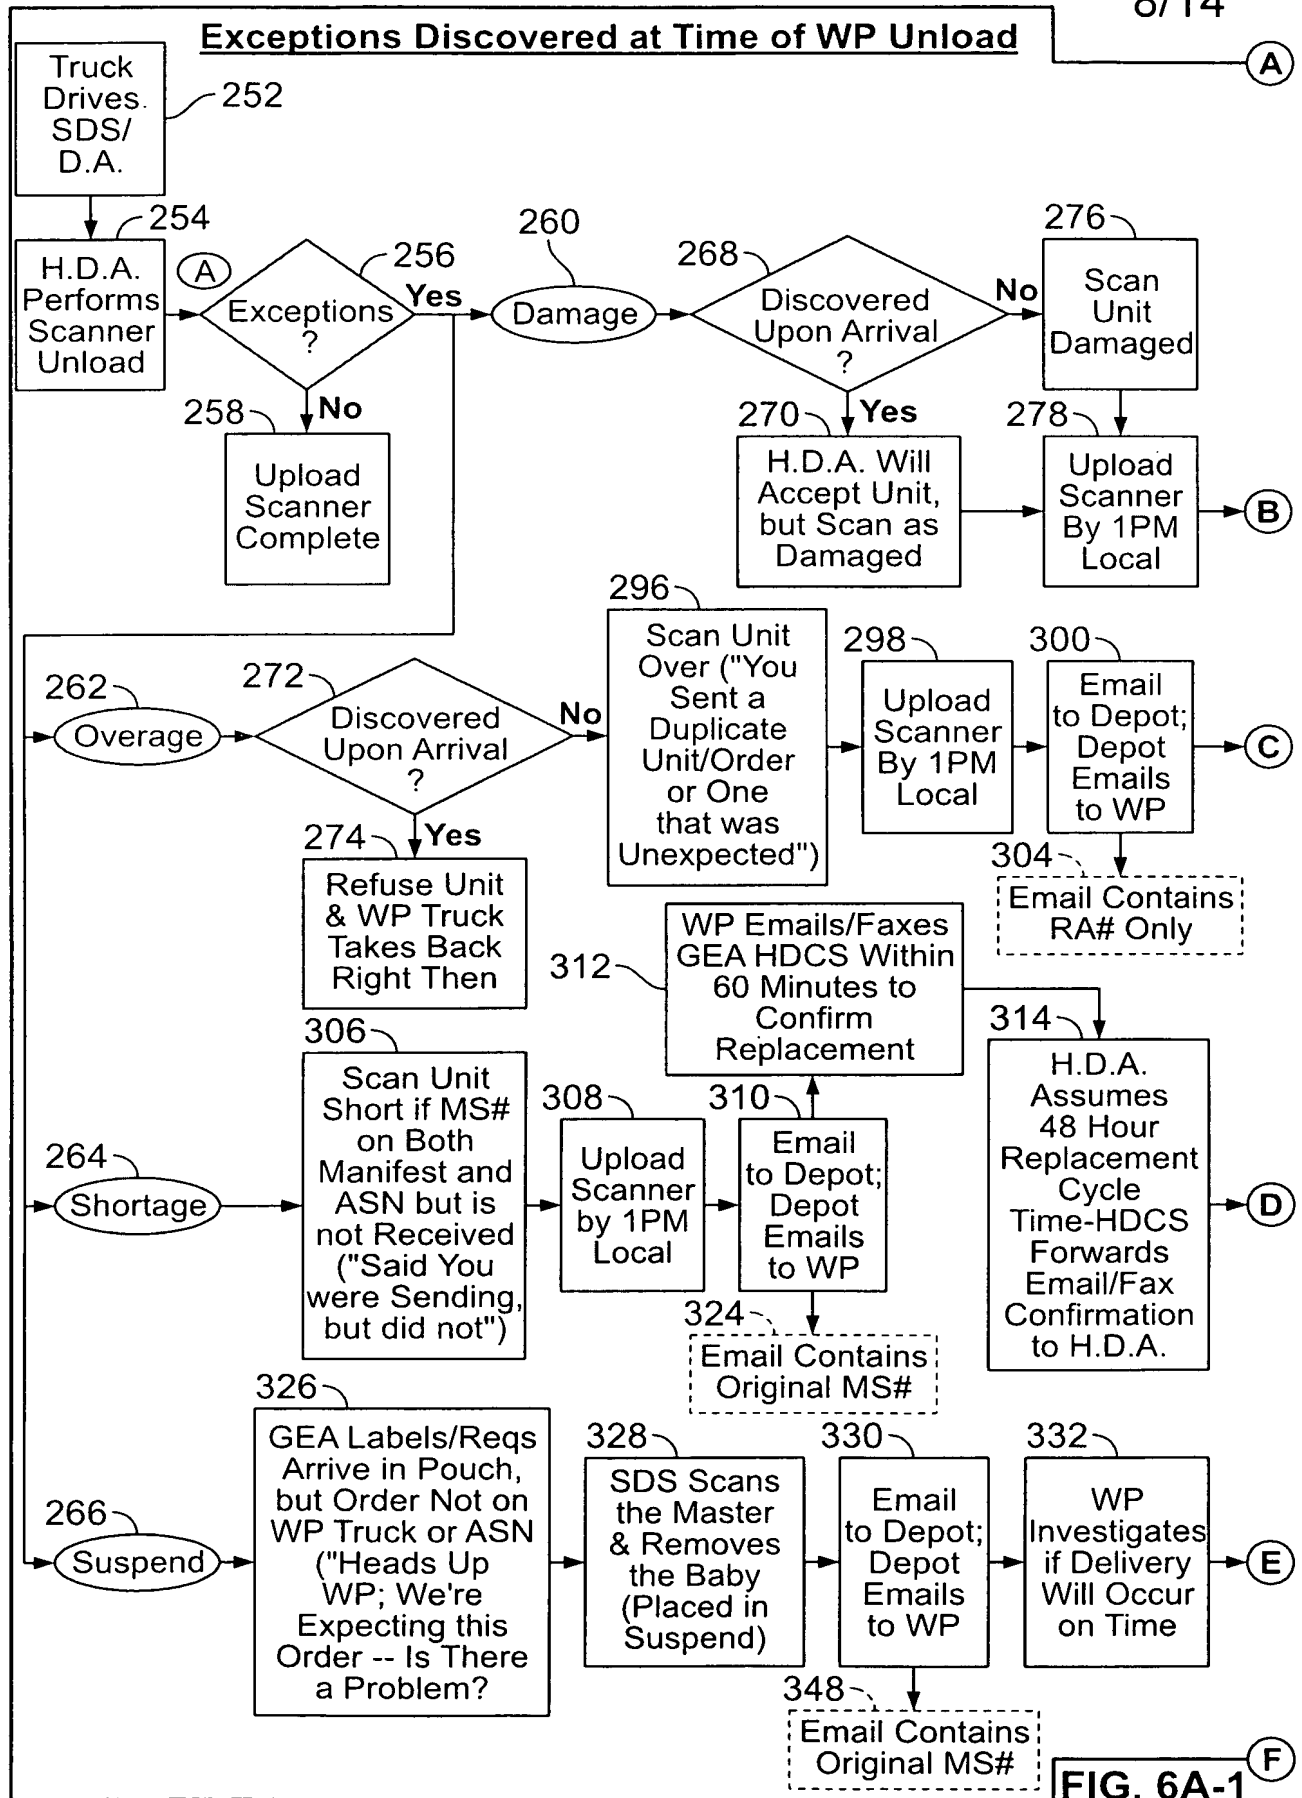 8/14
Exceptions Discovered at Time of WP Unload
A
Truck
Drives.
SDS/
D.A.
252
254
H.D.A.
Performs
Scanner
Unload
A
256
Exceptions
?
Yes
No
258
Upload
Scanner
Complete
260
Damage
268
Discovered
Upon Arrival
?
No
Yes
276
Scan
Unit
Damaged
270
H.D.A. Will
Accept Unit,
but Scan as
Damaged
278
Upload
Scanner
By 1PM
Local
B
262
Overage
272
Discovered
Upon Arrival
?
No
Yes
274
Refuse Unit
& WP Truck
Takes Back
Right Then
296
Scan Unit
Over ("You
Sent a
Duplicate
Unit/Order
or One
that was
Unexpected")
298
Upload
Scanner
By 1PM
Local
300
Email
to Depot;
Depot
Emails
to WP
C
304
Email Contains
RA# Only
264
Shortage
306
Scan Unit
Short if MS#
on Both
Manifest and
ASN but is
not Received
("Said You
were Sending,
but did not")
308
Upload
Scanner
by 1PM
Local
310
Email
to Depot;
Depot
Emails
to WP
312
WP Emails/Faxes
GEA HDCS Within
60 Minutes to
Confirm
Replacement
314
H.D.A.
Assumes
48 Hour
Replacement
Cycle
Time-HDCS
Forwards
Email/Fax
Confirmation
to H.D.A.
D
324
Email Contains
Original MS#
266
Suspend
326
GEA Labels/Reqs
Arrive in Pouch,
but Order Not on
WP Truck or ASN
("Heads Up
WP; We're
Expecting this
Order -- Is There
a Problem?
328
SDS Scans
the Master
& Removes
the Baby
(Placed in
Suspend)
330
Email
to Depot;
Depot
Emails
to WP
332
WP
Investigates
if Delivery
Will Occur
on Time
E
348
Email Contains
Original MS#
F
FIG. 6A-1